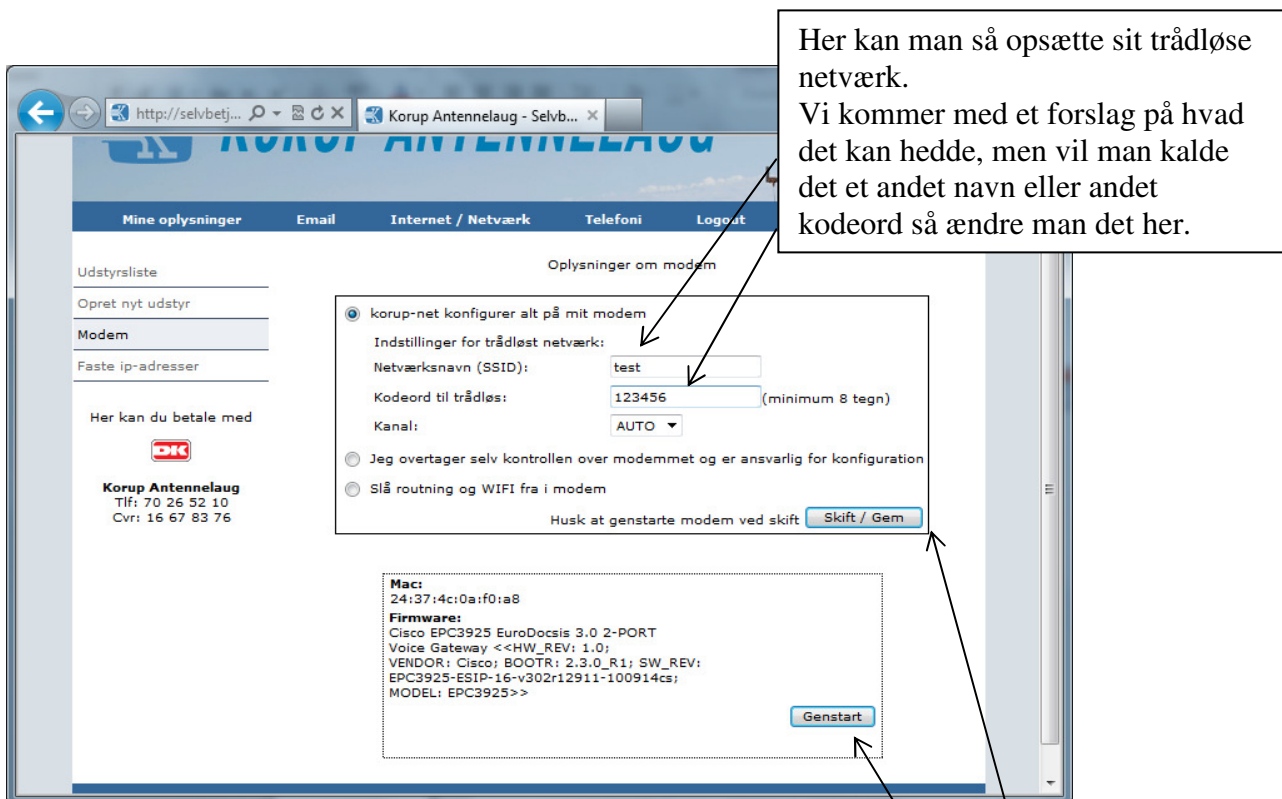 Her kan man så opsætte sit trådløse
netværk.
Vi kommer med et forslag på hvad
det kan hedde, men vil man kalde
det et andet navn eller andet
kodeord så ændre man det her.
http://selvbetj...
Korup Antennelaug - Selvb...
KORUP ANTENNELAUG
Mine oplysninger Email Internet / Netværk Telefoni Logout
Udstyrsliste
Opret nyt udstyr
Modem
Faste ip-adresser
Her kan du betale med
DK
Korup Antennelaug
Tlf: 70 26 52 10
Cvr: 16 67 83 76
Oplysninger om modem
korup-net konfigurer alt på mit modem
Indstillinger for trådløst netværk:
Netværksnavn (SSID): test
Kodeord til trådløs: 123456 (minimum 8 tegn)
Kanal: AUTO
Jeg overtager selv kontrollen over modemmet og er ansvarlig for konfiguration
Slå routning og WIFI fra i modem
Husk at genstarte modem ved skift Skift / Gem
Mac:
24:37:4c:0a:f0:a8
Firmware:
Cisco EPC3925 EuroDocsis 3.0 2-PORT
Voice Gateway <<HW_REV: 1.0;
VENDOR: Cisco; BOOTR: 2.3.0_R1; SW_REV:
EPC3925-ESIP-16-v302r12911-100914cs;
MODEL: EPC3925>>
Genstart